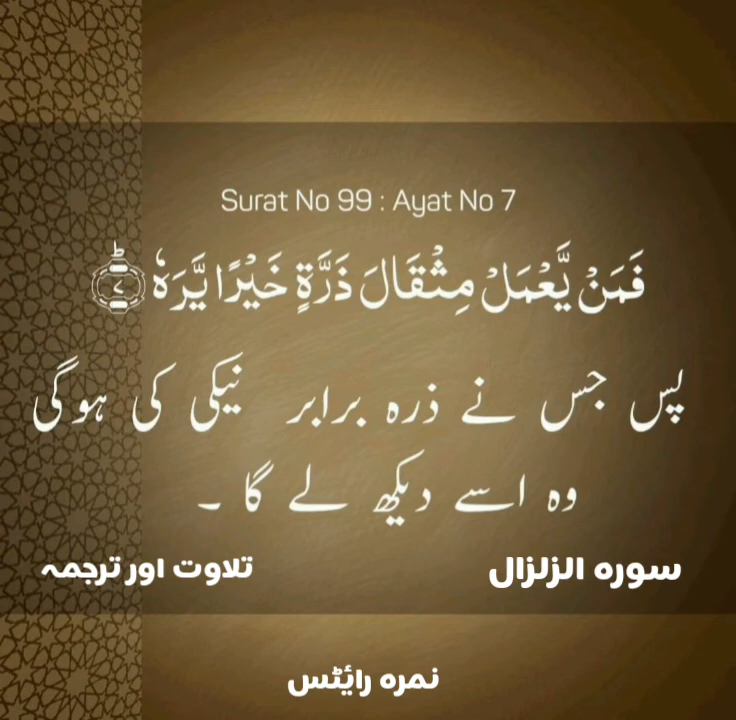 Surat No 99 : Ayat No 7
فَمَنْ يَّعْمَلْ مِثْقَالَ ذَرَّةٍ خَيْرًا يَّرَهٗ ؕ ﴿۷﴾
پس جس نے ذرہ برابر نیکی کی ہوگی
وہ اسے دیکھ لے گا ۔
سورہ الزلزال تلاوت اور ترجمہ
نمرہ رائٹس